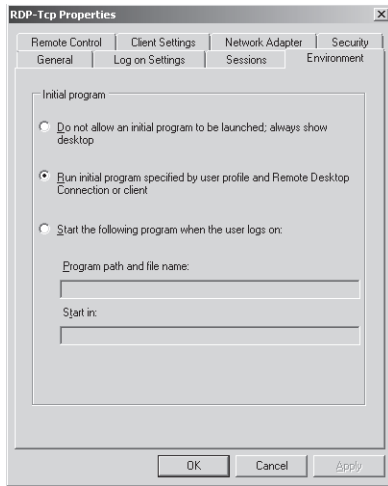 RDP-Tcp Properties
Remote Control Client Settings Network Adapter Security
General Log on Settings Sessions Environment
Initial program
Do not allow an initial program to be launched; always show
desktop
Run initial program specified by user profile and Remote Desktop
Connection or client
Start the following program when the user logs on:
Program path and file name:
Start in:
OK Cancel Apply